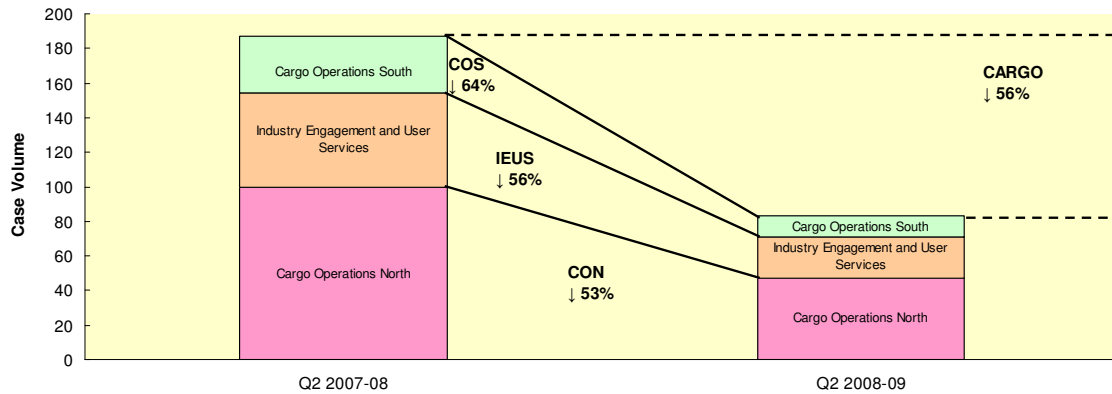 200
180
160
140
120
100
80
60
40
20
0
Case Volume
Cargo Operations South
Industry Engagement and User
Services
Cargo Operations North
COS
↓ 64%
IEUS
↓ 56%
CON
↓ 53%
CARGO
↓ 56%
Cargo Operations South
Industry Engagement and User
Services
Cargo Operations North
Q2 2007-08
Q2 2008-09